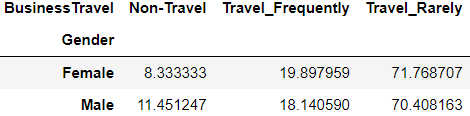 BusinessTravel Non-Travel Travel_Frequently Travel_Rarely
Gender
Female 8.333333 19.897959 71.768707
Male 11.451247 18.140590 70.408163